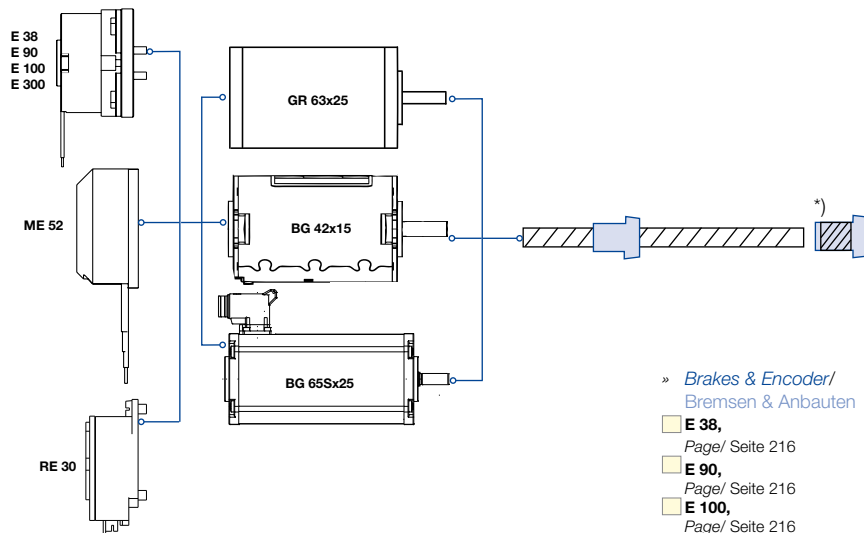 E 38
E 90
E 100
E 300
GR 63x25
ME 52
BG 42x15
*)
BG 65Sx25
RE 30
» Brakes & Encoder/
Bremsen & Anbauten
E 38,
Page/ Seite 216
E 90,
Page/ Seite 216
E 100,
Page/ Seite 216